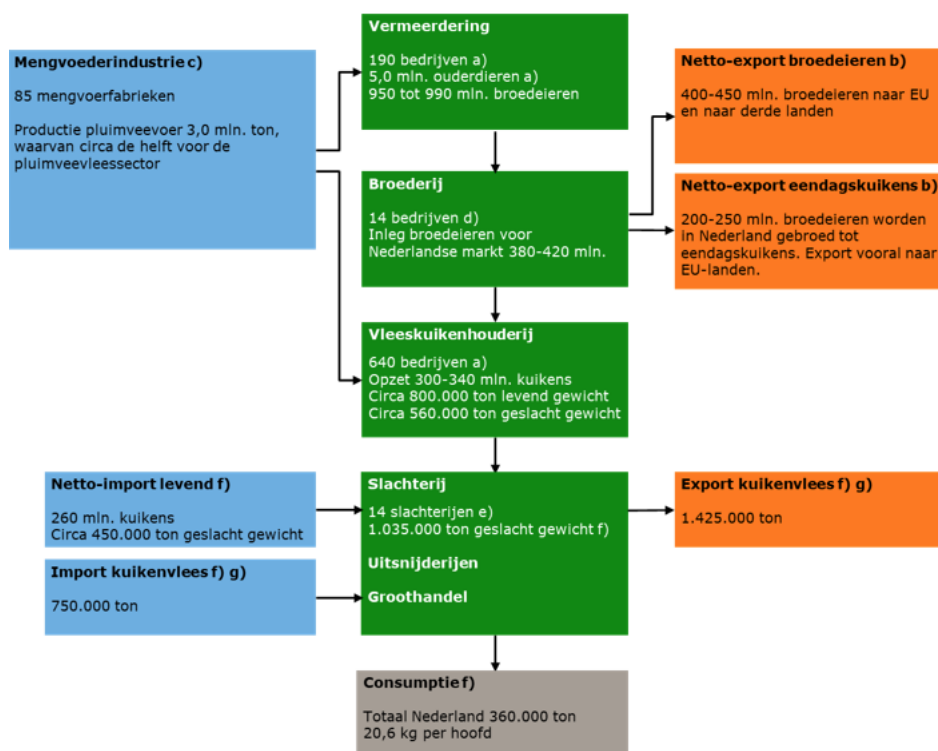 Vermeerdering
190 bedrijven a)
5,0 mln. ouderdieren a)
950 tot 990 mln. broedeieren
Mengvoederindustrie c)
85 mengvoerfabrieken
Productie pluimveevoer 3,0 mln. ton,
waarvan circa de helft voor de
pluimveevleessector
Netto-export broedeieren b)
400-450 mln. broedeieren naar EU
en naar derde landen
Broederij
14 bedrijven d)
Inleg broedeieren voor
Nederlandse markt 380-420 mln.
Netto-export eendagskuikens b)
200-250 mln. broedeieren worden
in Nederland gebroed tot
eendagskuikens. Export vooral naar
EU-landen.
Vleeskuikenhouderij
640 bedrijven a)
Opzet 300-340 mln. kuikens
Circa 800.000 ton levend gewicht
Circa 560.000 ton geslacht gewicht
Netto-import levend f)
260 mln. kuikens
Circa 450.000 ton geslacht gewicht
Slachterij
14 slachterijen e)
1.035.000 ton geslacht gewicht f)
Uitsnijderijen
Groothandel
Export kuikenvlees f) g)
1.425.000 ton
Import kuikenvlees f) g)
750.000 ton
Consumptie f)
Totaal Nederland 360.000 ton
20,6 kg per hoofd